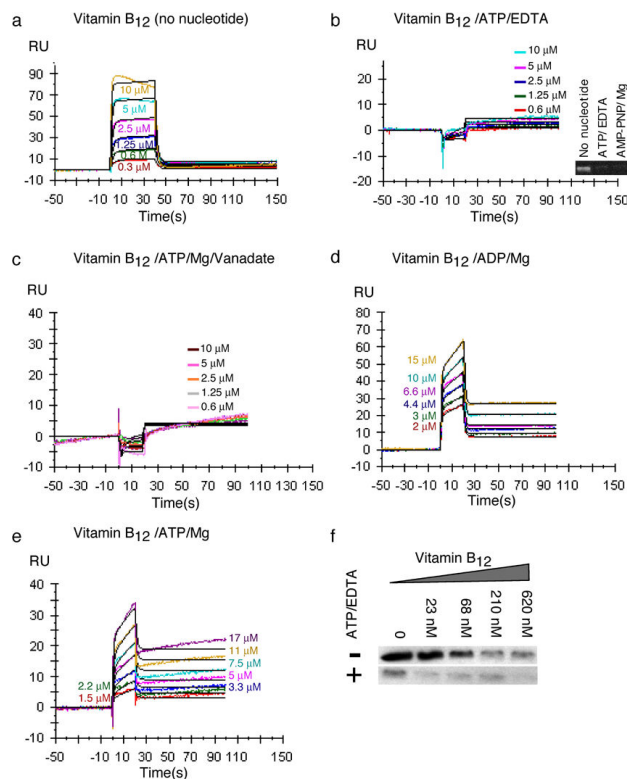 a
Vitamin B12 (no nucleotide)
RU
90
70
50
30
10
-10
10 µM
5 µM
2.5 µM
1.25 µM
0.6 M
0.3 µM
-50 -30 -10 10 30 50 70 90 110 130 150
Time(s)
b
Vitamin B12 /ATP/EDTA
RU
20
10
0
-10
-20
10 µM
5 µM
2.5 µM
1.25 µM
0.6 µM
-50 -30 -10 10 30 50 70 90 110 150
Time(s)
No nucleotide
ATP/ EDTA
AMP-PNP/ Mg
c
Vitamin B12 /ATP/Mg/Vanadate
RU
40
30
20
10
0
-10
10 µM
5 µM
2.5 µM
1.25 µM
0.6 µM
-50 -30 -10 10 30 50 70 90 110 130 150
Time(s)
d
Vitamin B12 /ADP/Mg
RU
80
70
60
50
40
30
20
10
0
-10
15 µM
10 µM
6.6 µM
4.4 µM
3 µM
2 µM
-50 -30 -10 10 30 50 70 90 110 130 150
Time(s)
e
Vitamin B12 /ATP/Mg
RU
40
30
20
10
0
-10
17 µM
11 µM
7.5 µM
5 µM
3.3 µM
2.2 µM
1.5 µM
-50 -30 -10 10 30 50 70 90 110 130 150
Time(s)
f
Vitamin B12
ATP/EDTA
0
23 nM
68 nM
210 nM
620 nM
-
+